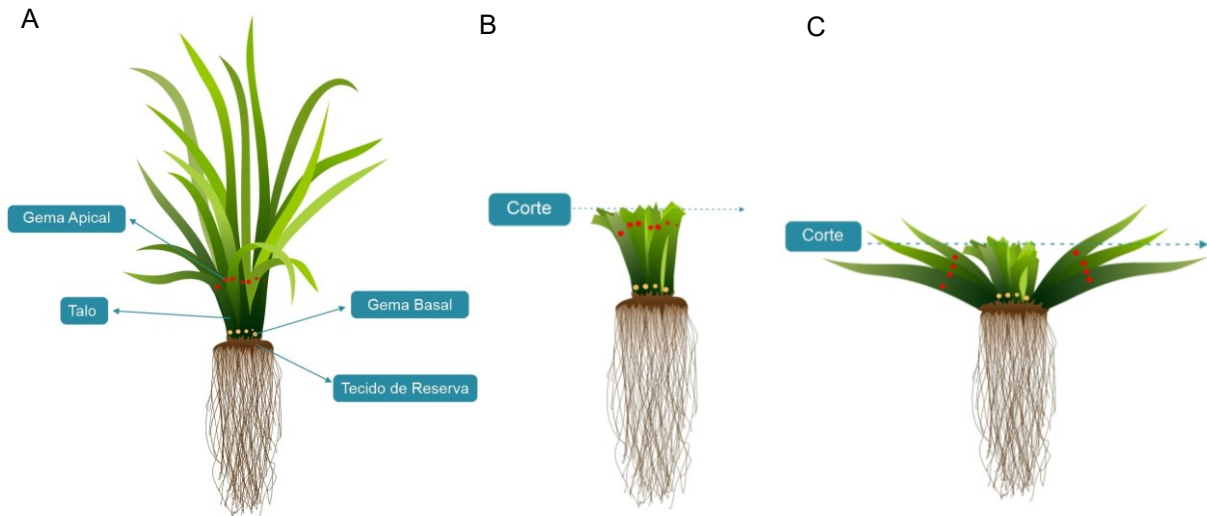 A
B
C
Gema Apical
Talo
Gema Basal
Tecido de Reserva
Corte
Corte